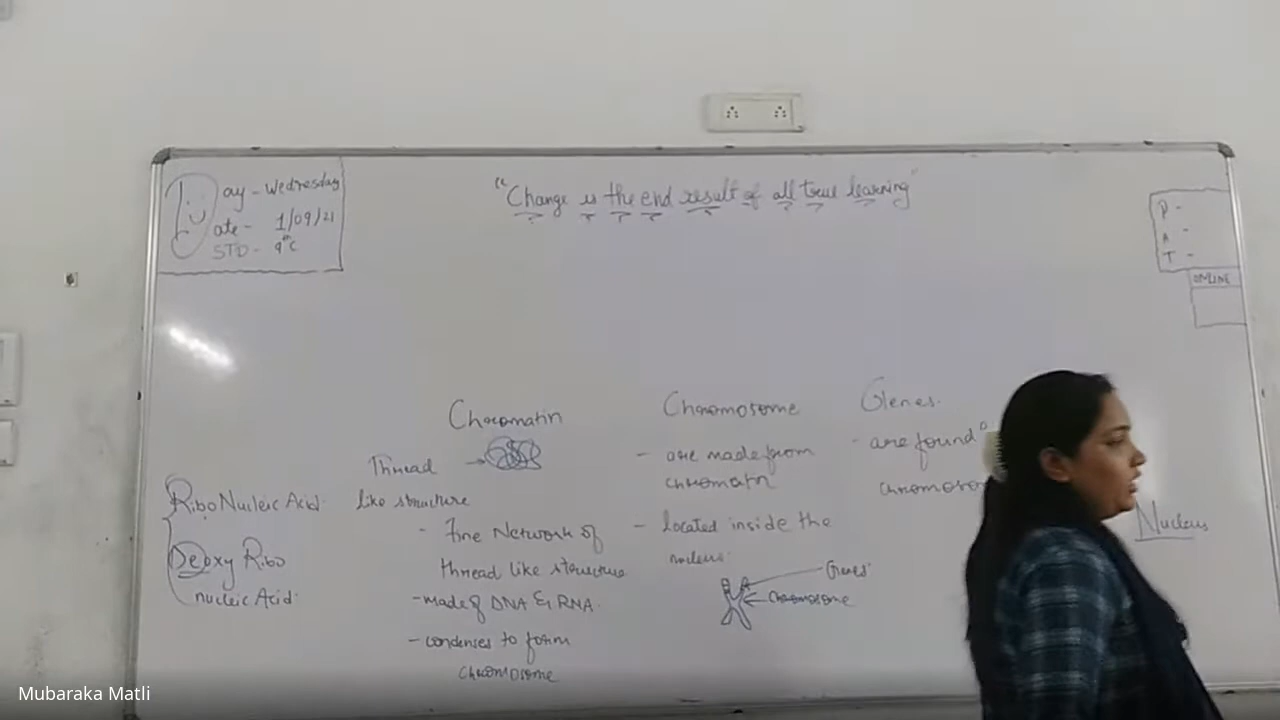 Day - Wednesday
Date - 1/09/21
STD - 9th C
"Change is the end result of all true learning"
P -
A -
T -
ONLINE
Ribo Nucleic Acid
Deoxy Ribo
nucleic Acid
Chromatin
Thread
like structure
- Fine Network of
thread like structure
- made of DNA & RNA.
- condenses to form
chromosome
Chromosome
- are made from
chromatin
- located inside the
nucleus
Genes
Chromosome
Genes.
- are found
Nucleus
Mubaraka Matli